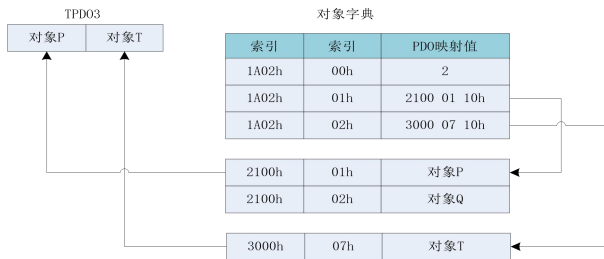 TPDO3
对象P 对象T
对象字典
索引 索引 PDO映射值
1A02h 00h 2
1A02h 01h 2100 01 10h
1A02h 02h 3000 07 10h
2100h 01h 对象P
2100h 02h 对象Q
3000h 07h 对象T